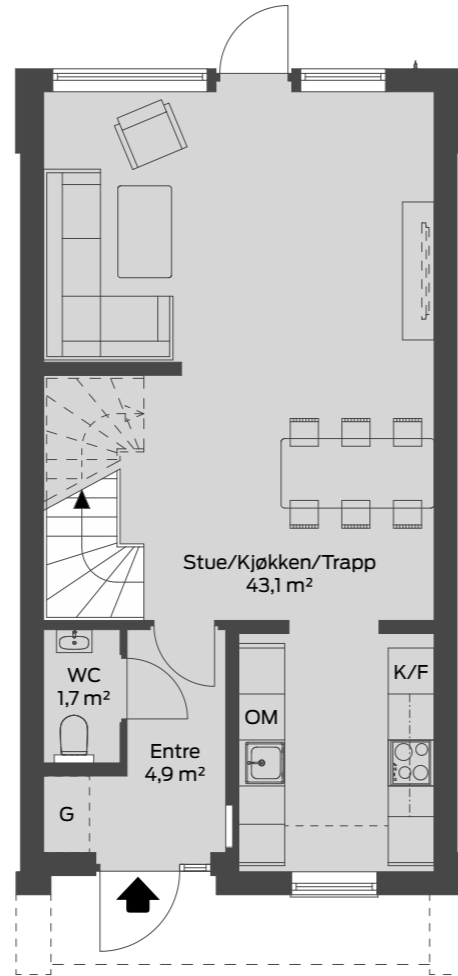 Stue/Kjøkken/Trapp
43,1 m²
WC
1,7 m²
K/F
OM
Entre
4,9 m²
G